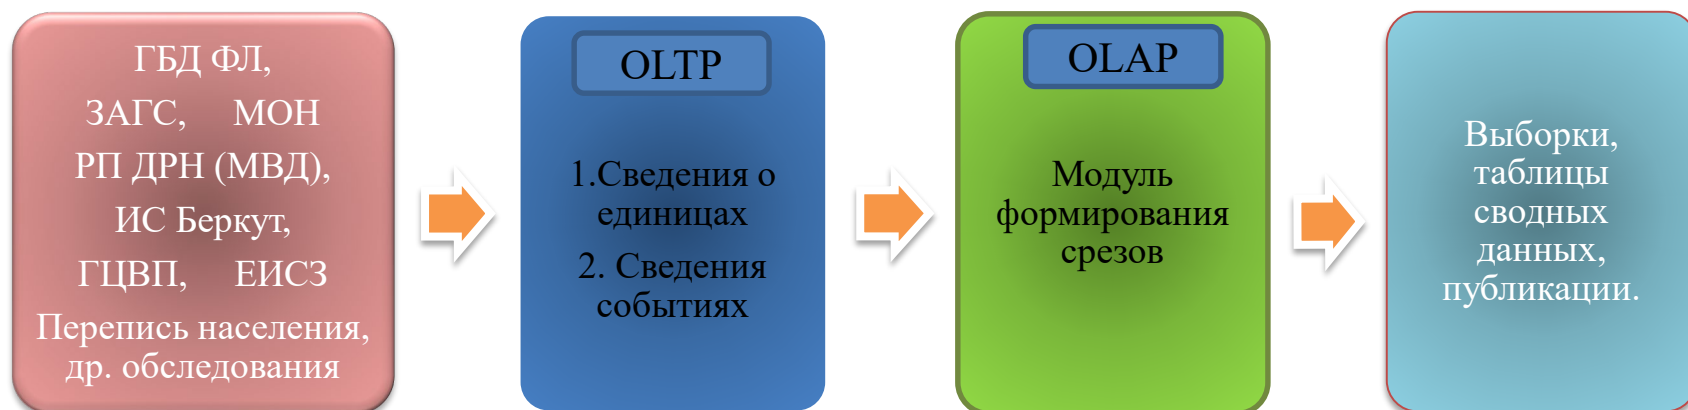 ГБД ФЛ,
ЗАГС, МОН
РП ДРН (МВД),
ИС Беркут,
ГЦВП, ЕИСЗ
Перепись населения,
др. обследования
OLTP
1.Сведения о
единицах
2. Сведения
событиях
OLAP
Модуль
формирования
срезов
Выборки,
таблицы
сводных
данных,
публикации.